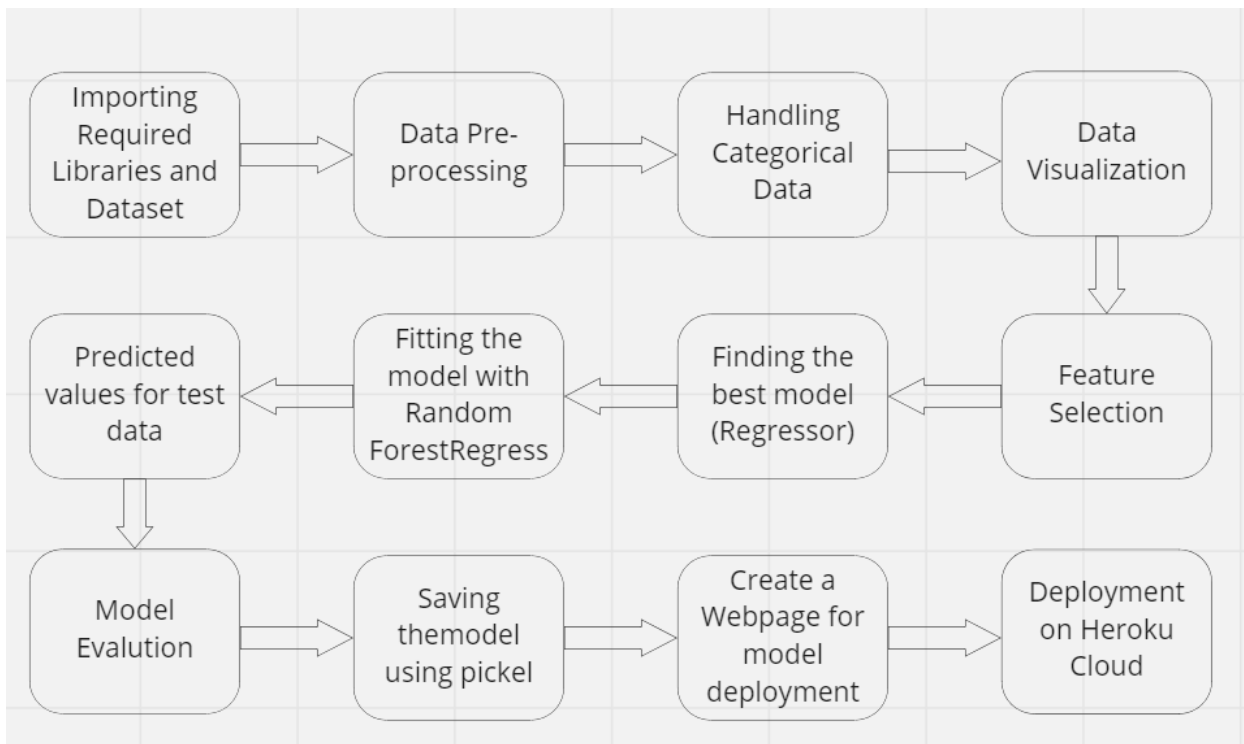 Importing
Required
Libraries and
Dataset
Data Pre-
processing
Handling
Categorical
Data
Data
Visualization
Feature
Selection
Finding the
best model
(Regressor)
Fitting the
model with
Random
ForestRegress
Predicted
values for test
data
Model
Evalution
Saving
themodel
using pickel
Create a
Webpage for
model
deployment
Deployment
on Heroku
Cloud